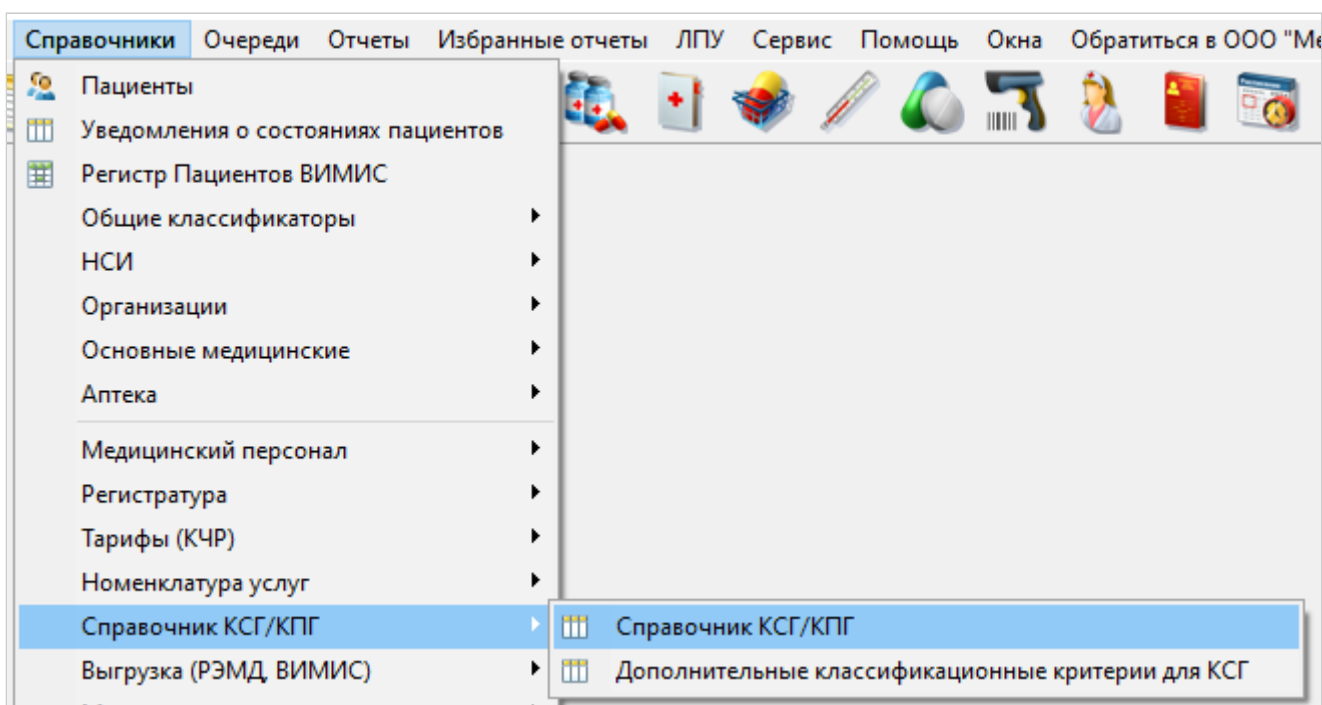 Справочники Очереди Отчеты Избранные отчеты ЛПУ Сервис Помощь Окна Обратиться в ООО "Ме
Пациенты
Уведомления о состояниях пациентов
Регистр Пациентов ВИМИС
Общие классификаторы
НСИ
Организации
Основные медицинские
Аптека
Медицинский персонал
Регистратура
Тарифы (КЧР)
Номенклатура услуг
Справочник КСГ/КПГ Справочник КСГ/КПГ
Выгрузка (РЭМД, ВИМИС) Дополнительные классификационные критерии для КСГ